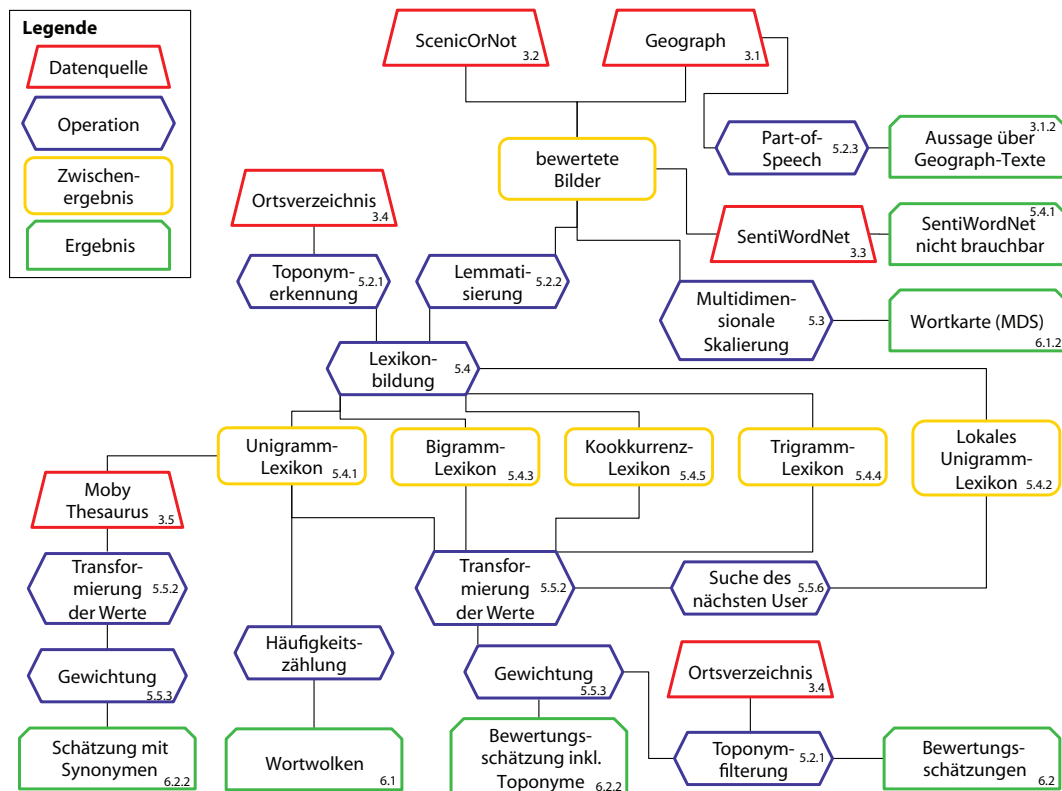 Legende
Datenquelle
Operation
Zwischen-
ergebnis
Ergebnis
ScenicOrNot
3.2
Geograph
3.1
Part-of-
Speech
5.2.3
3.1.2
Aussage über
Geograph-Texte
bewertete
Bilder
Ortsverzeichnis
3.4
SentiWordNet
3.3
5.4.1
SentiWordNet
nicht brauchbar
Toponym-
erkennung
5.2.1
Lemmati-
sierung
5.2.2
Multidimen-
sionale
Skalierung
5.3
Wortkarte (MDS)
6.1.2
Lexikon-
bildung
5.4
Unigramm-
Lexikon
5.4.1
Bigramm-
Lexikon
5.4.3
Kookkurrenz-
Lexikon
5.4.5
Trigramm-
Lexikon
5.4.4
Lokales
Unigramm-
Lexikon
5.4.2
Moby
Thesaurus
3.5
Transfor-
mierung
der Werte
5.5.2
Transfor-
mierung
der Werte
5.5.2
Suche des
nächsten User
5.5.6
Gewichtung
5.5.3
Häufigkeits-
zählung
Gewichtung
5.5.3
Ortsverzeichnis
3.4
Schätzung mit
Synonymen
6.2.2
Wortwolken
6.1
Bewertungs-
schätzung inkl.
Toponyme
6.2.2
Toponym-
filterung
5.2.1
Bewertungs-
schätzungen
6.2